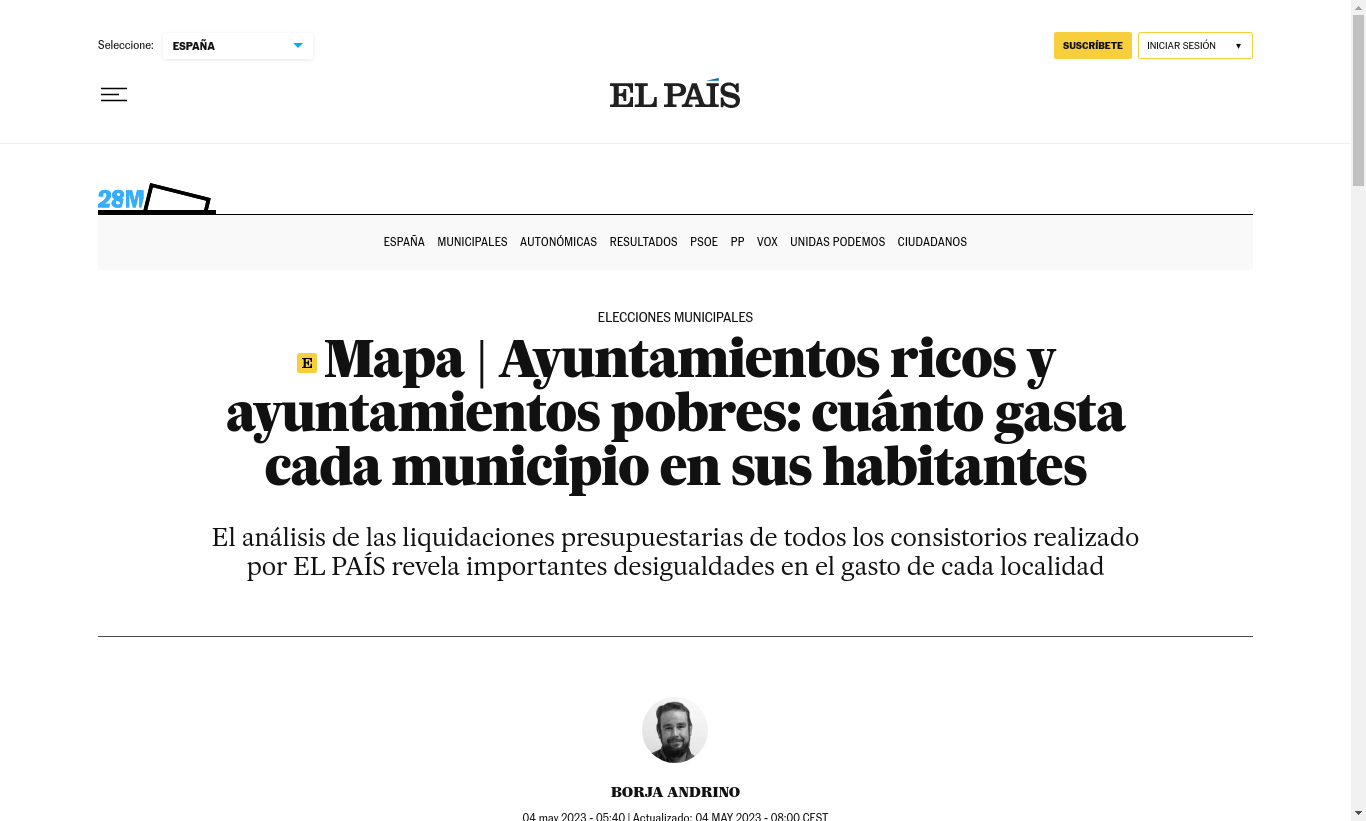 Seleccione:
ESPAÑA
SUSCRÍBETE
INICIAR SESIÓN
EL PAÍS
28M
ESPAÑA MUNICIPALES AUTONÓMICAS RESULTADOS PSOE PP VOX UNIDAS PODEMOS CIUDADANOS
ELECCIONES MUNICIPALES
E Mapa | Ayuntamientos ricos y
ayuntamientos pobres: cuánto gasta
cada municipio en sus habitantes
El análisis de las liquidaciones presupuestarias de todos los consistorios realizado
por EL PAÍS revela importantes desigualdades en el gasto de cada localidad
BORJA ANDRINO
04 may 2023 - 05:40 | Actualizado: 04 MAY 2023 - 08:00 CEST